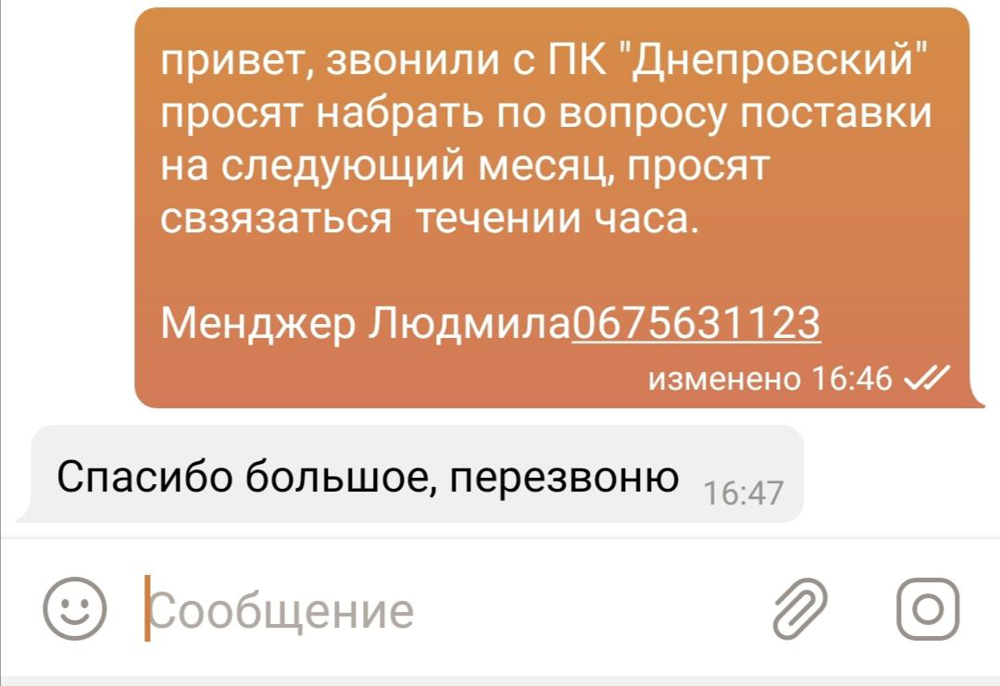 привет, звонили с ПК "Днепровский"
просят набрать по вопросу поставки
на следующий месяц, просят
свзязаться  течении часа.
Менджер Людмила0675631123
изменено 16:46
Спасибо большое, перезвоню 16:47
Сообщение